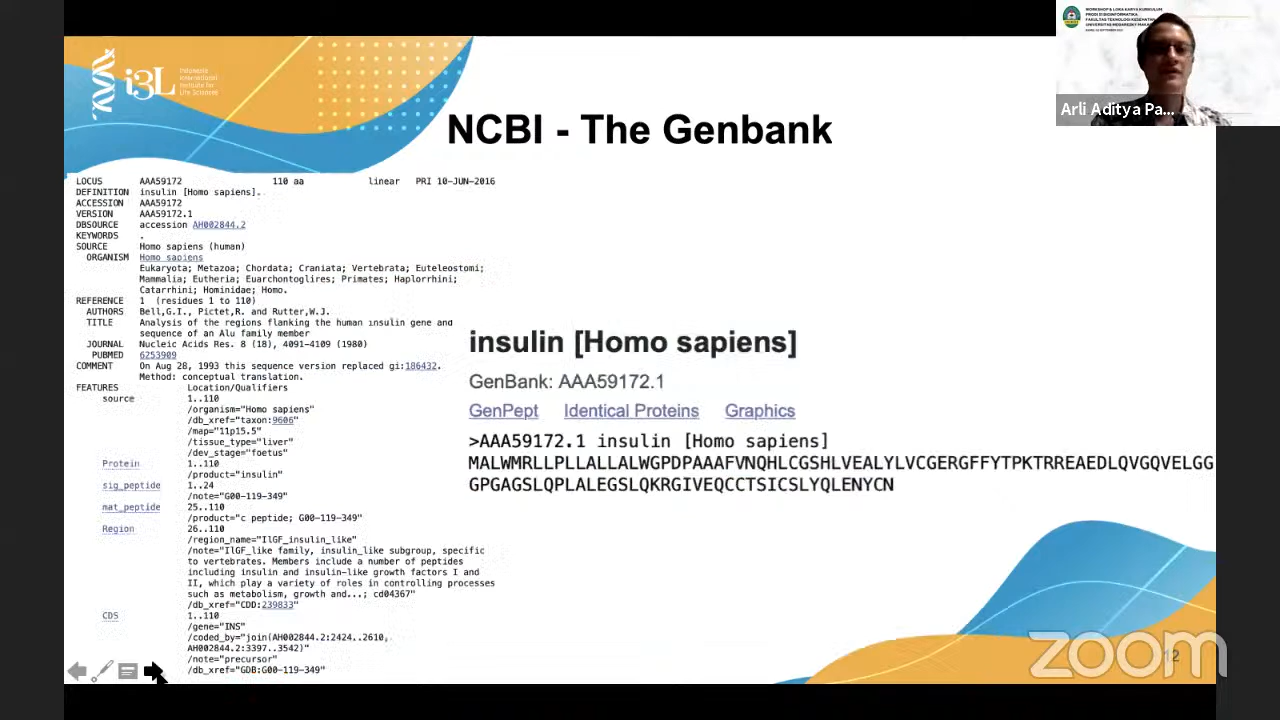 WORKSHOP & LOKA KARYA KURIKULUM
PRODI S1 BIOINFORMATIKA
FAKULTAS TEKNOLOGI KESEHATAN
Arli Aditya Pa...
i3L
Indonesia
International
Institute for
Life Sciences
NCBI - The Genbank
LOCUS AAA59172 110 aa linear PRI 10-JUN-2016
DEFINITION insulin [Homo sapiens].
ACCESSION AAA59172
VERSION AAA59172.1
DBSOURCE accession AH002844.2
KEYWORDS .
SOURCE Homo sapiens (human)
ORGANISM Homo sapiens
Eukaryota; Metazoa; Chordata; Craniata; Vertebrata; Euteleostomi;
Mammalia; Eutheria; Euarchontoglires; Primates; Haplorrhini;
Catarrhini; Hominidae; Homo.
REFERENCE 1 (residues 1 to 110)
AUTHORS Bell,G.I., Pictet,R. and Rutter,W.J.
TITLE Analysis of the regions flanking the human insulin gene and
sequence of an Alu family member
JOURNAL Nucleic Acids Res. 8 (18), 4091-4109 (1980)
PUBMED 6253909
COMMENT On Aug 28, 1993 this sequence version replaced gi:186432.
Method: conceptual translation.
FEATURES Location/Qualifiers
source 1..110
/organism="Homo sapiens"
/db_xref="taxon:9606"
/map="11p15.5"
/tissue_type="liver"
/dev_stage="foetus"
Protein 1..110
/product="insulin"
sig_peptide 1..24
/note="G00-119-349"
mat_peptide 25..110
/product="c peptide; G00-119-349"
Region 26..110
/region_name="IlGF_insulin_like"
/note="IlGF_like family, insulin_like subgroup, specific
to vertebrates. Members include a number of peptides
including insulin and insulin-like growth factors I and
II, which play a variety of roles in controlling processes
such as metabolism, growth and...; cd04367"
/db_xref="CDD:239833"
CDS 1..110
/gene="INS"
/coded_by="join(AH002844.2:2424..2610,
AH002844.2:3397..3542)"
/note="precursor"
/db_xref="GDB:G00-119-349"
insulin [Homo sapiens]
GenBank: AAA59172.1
GenPept Identical Proteins Graphics
>AAA59172.1 insulin [Homo sapiens]
MALWMRLLPLLALLALWGPDPAAAFVNQHLCGSHLVEALYLVCGERGFFYTPKTRREAEDLQVGQVELGG
GPGAGSLQPLALEGSLQKRGIVEQCCTSICSLYQLENYCN
zoom
12